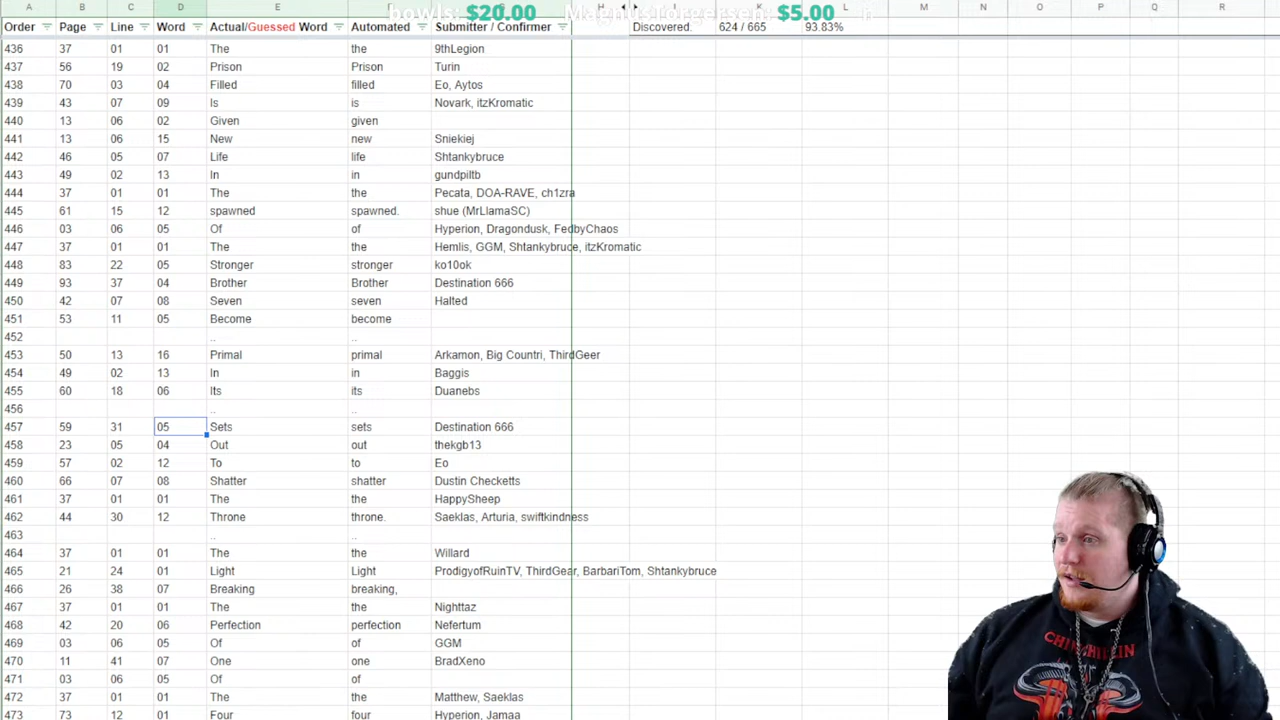 bowls: $20.00 MagnusTorgersen: $5.00
A B C D E F H K L M N O P Q R
Order Page Line Word Actual/Guessed Word Automated Submitter / Confirmer Discovered. 624 / 665 93.83%
436 37 01 01 The the 9thLegion
437 56 19 02 Prison Prison Turin
438 70 03 04 Filled filled Eo, Aytos
439 43 07 09 Is is Novark, itzKromatic
440 13 06 02 Given given
441 13 06 15 New new Sniekiej
442 46 05 07 Life life Shtankybruce
443 49 02 13 In in gundpiltb
444 37 01 01 The the Pecata, DOA-RAVE, ch1zra
445 61 15 12 spawned spawned. shue (MrLlamaSC)
446 03 06 05 Of of Hyperion, Dragondusk, FedbyChaos
447 37 01 01 The the Hemlis, GGM, Shtankybruce, itzKromatic
448 83 22 05 Stronger stronger ko10ok
449 93 37 04 Brother Brother Destination 666
450 42 07 08 Seven seven Halted
451 53 11 05 Become become
452 .. ..
453 50 13 16 Primal primal Arkamon, Big Countri, ThirdGeer
454 49 02 13 In in Baggis
455 60 18 06 Its its Duanebs
456 .. ..
457 59 31 05 Sets sets Destination 666
458 23 05 04 Out out thekgb13
459 57 02 12 To to Eo
460 66 07 08 Shatter shatter Dustin Checketts
461 37 01 01 The the HappySheep
462 44 30 12 Throne throne. Saeklas, Arturia, swiftkindness
463 .. ..
464 37 01 01 The the Willard
465 21 24 01 Light Light ProdigyofRuinTV, ThirdGear, BarbariTom, Shtankybruce
466 26 38 07 Breaking breaking,
467 37 01 01 The the Nighttaz
468 42 20 06 Perfection perfection Nefertum
469 03 06 05 Of of GGM
470 11 41 07 One one BradXeno
471 03 06 05 Of of
472 37 01 01 The the Matthew, Saeklas
473 73 12 01 Four four Hyperion, Jamaa